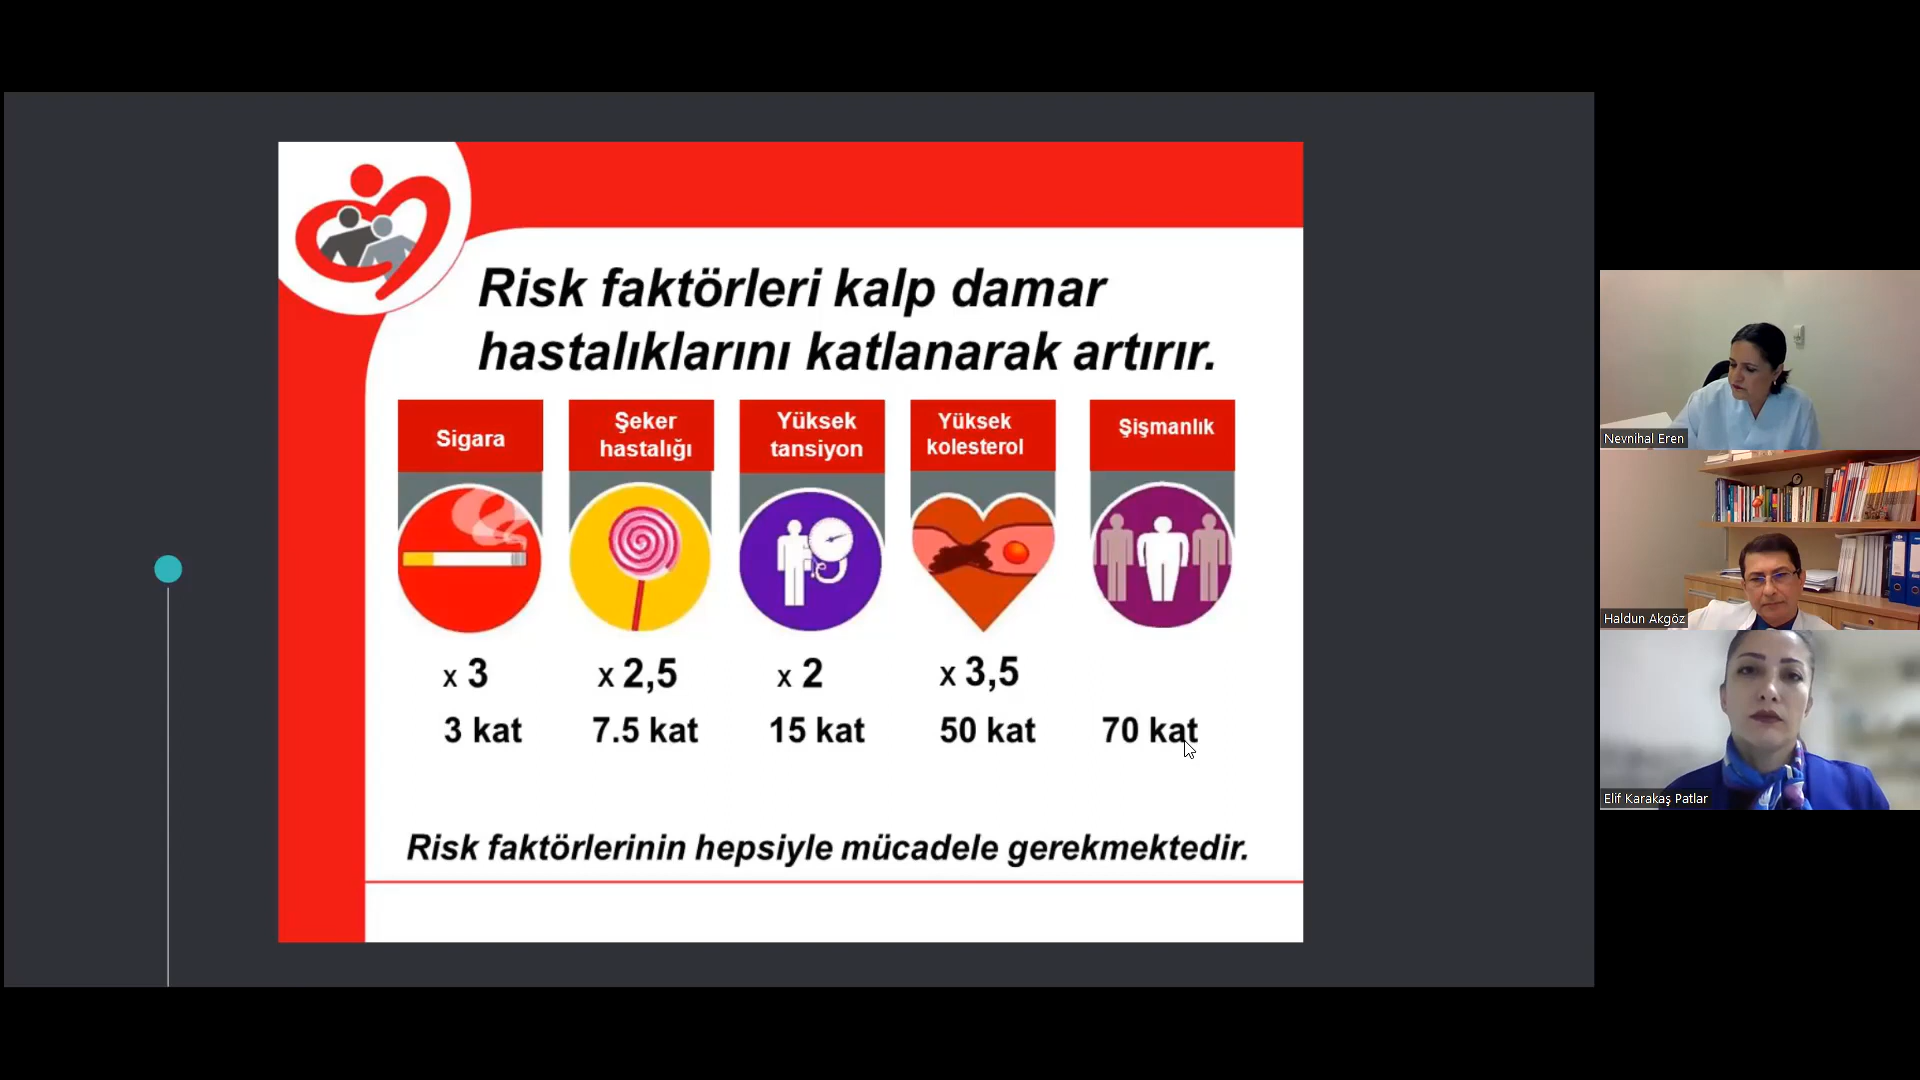 Risk faktörleri kalp damar
hastalıklarını katlanarak artırır.
Sigara
Şeker
hastalığı
Yüksek
tansiyon
Yüksek
kolesterol
Şişmanlık
x 3
x 2,5
x 2
x 3,5
3 kat
7.5 kat
15 kat
50 kat
70 kat
Risk faktörlerinin hepsiyle mücadele gerekmektedir.
Nevnihal Eren
Haldun Akgöz
Elif Karakaş Patlar